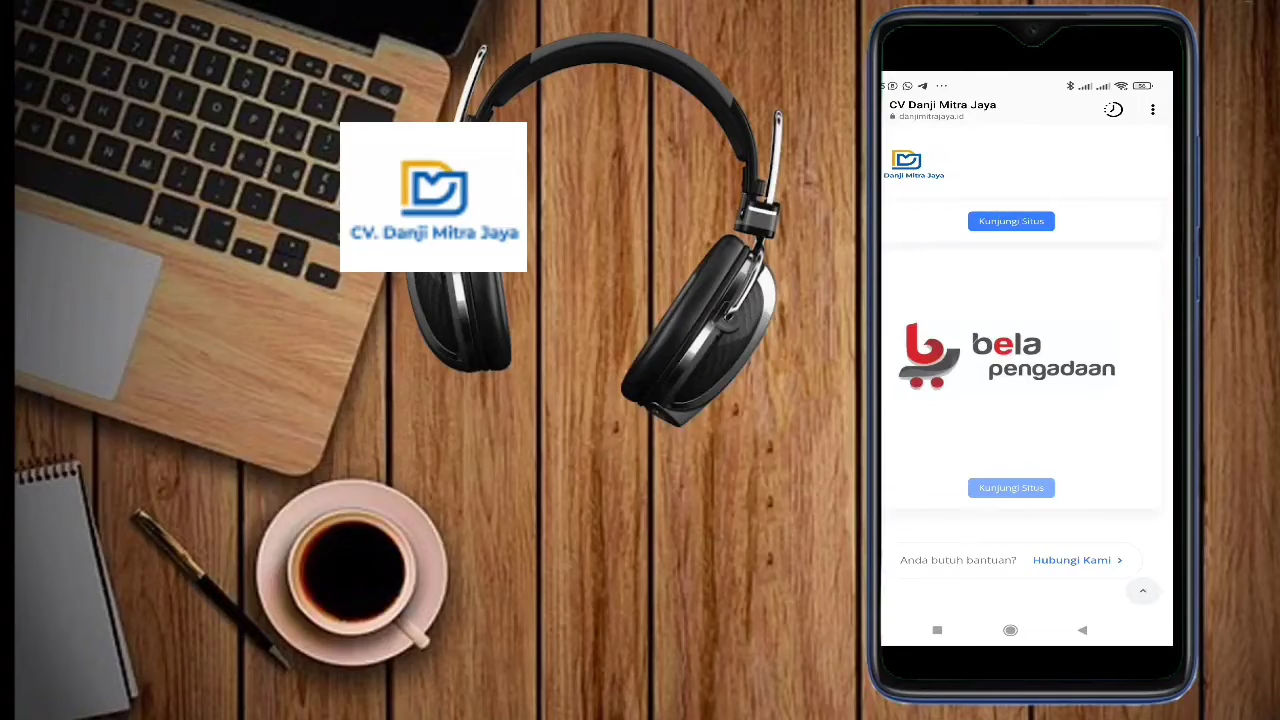 CV. Danji Mitra Jaya
CV Danji Mitra Jaya
danjimitrajaya.id
Danji Mitra Jaya
Kunjungi Situs
bela
pengadaan
Kunjungi Situs
Anda butuh bantuan? Hubungi Kami >